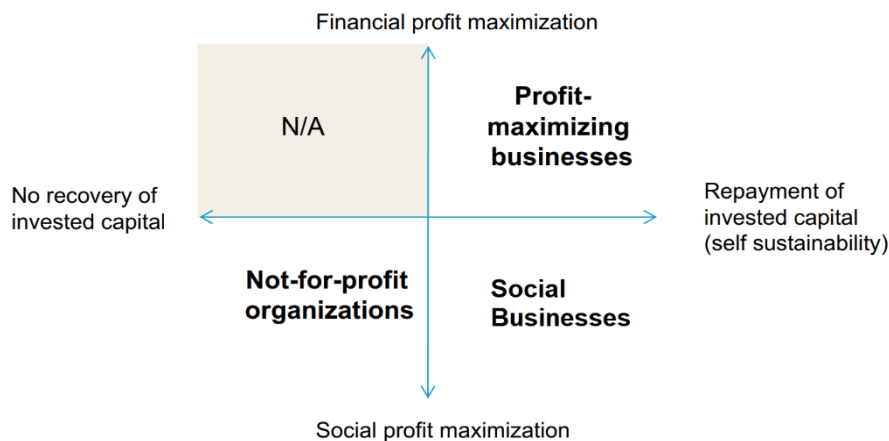 Financial profit maximization
N/A
Profit-
maximizing
businesses
No recovery of
invested capital
Repayment of
invested capital
(self sustainability)
Not-for-profit
organizations
Social
Businesses
Social profit maximization